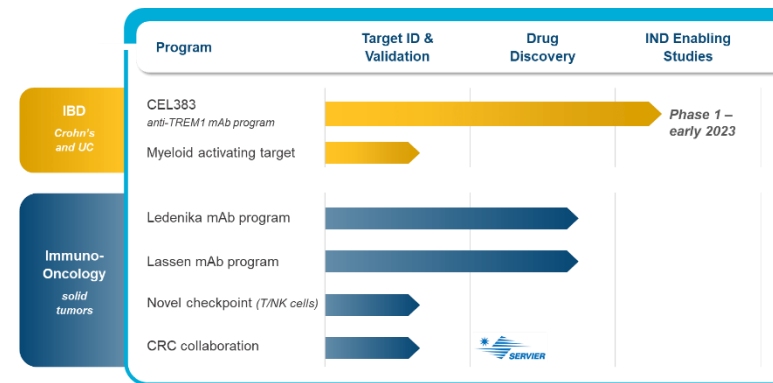 Program
Target ID &
Validation
Drug
Discovery
IND Enabling
Studies
IBD
Crohn's
and UC
CEL383
anti-TREM1 mAb program
Phase 1 –
early 2023
Myeloid activating target
Immuno-
Oncology
solid
tumors
Ledenika mAb program
Lassen mAb program
Novel checkpoint (T/NK cells)
CRC collaboration
SERVIER